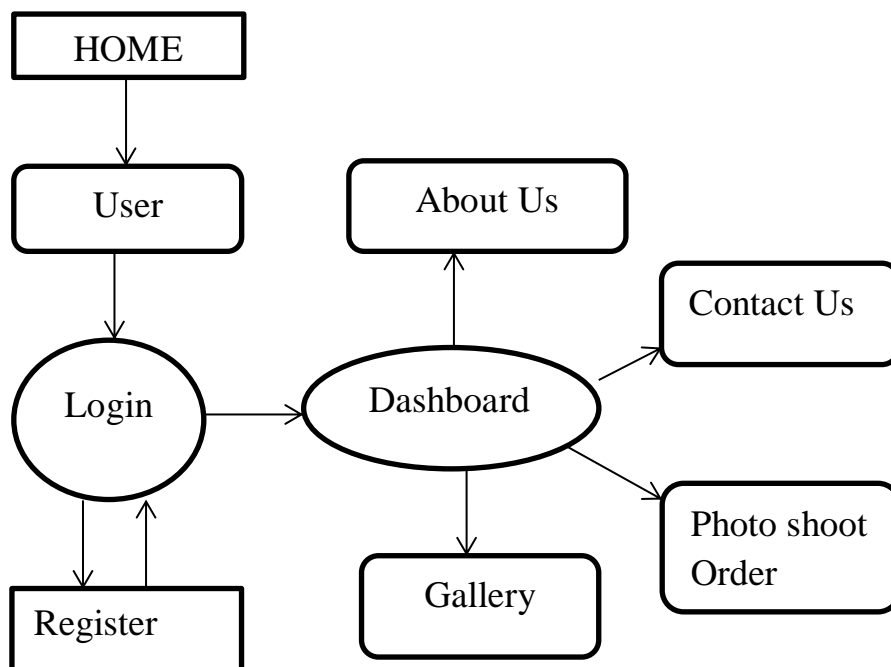 HOME
User
About Us
Contact Us
Login
Dashboard
Photo shoot
Order
Gallery
Register